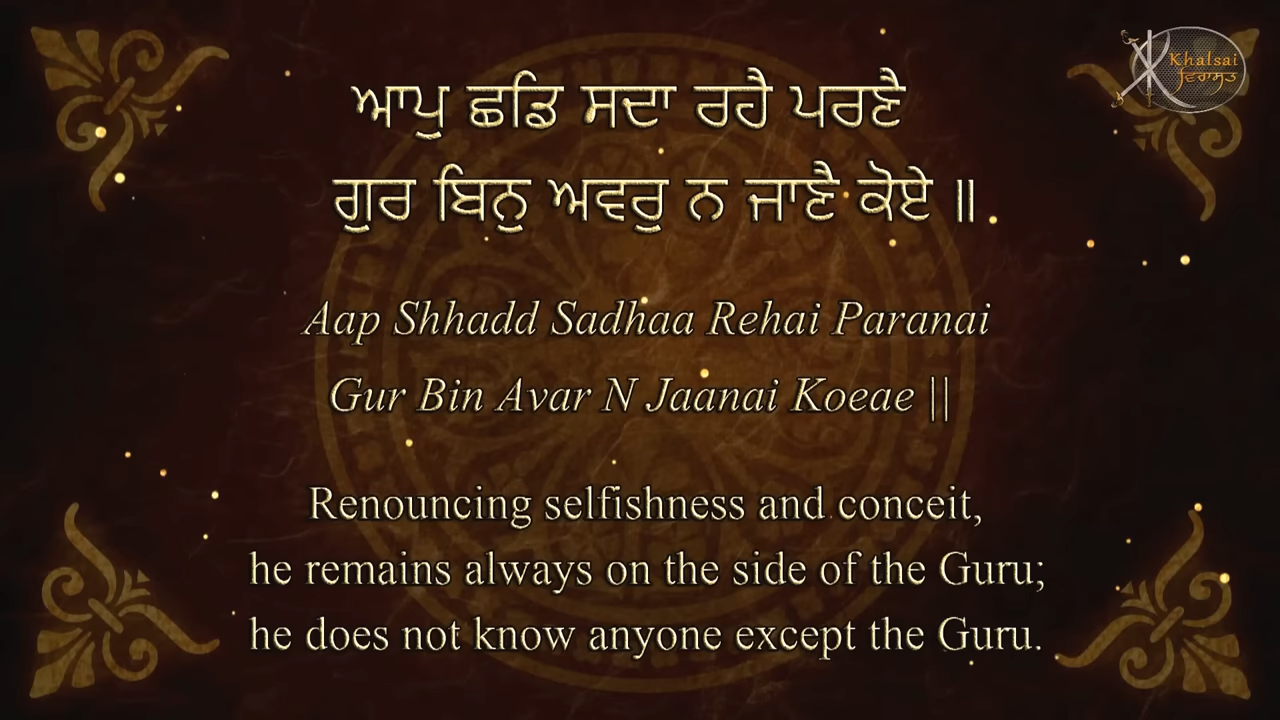 Khalsai
ਵਿਰਾਸਤ
ਆਪੁ ਛਡਿ ਸਦਾ ਰਹੈ ਪਰਣੈ
ਗੁਰ ਬਿਨੁ ਅਵਰੁ ਨ ਜਾਣੈ ਕੋਏ ॥
Aap Shhadd Sadhaa Rehai Paranai
Gur Bin Avar N Jaanai Koeae ||
Renouncing selfishness and conceit,
he remains always on the side of the Guru;
he does not know anyone except the Guru.